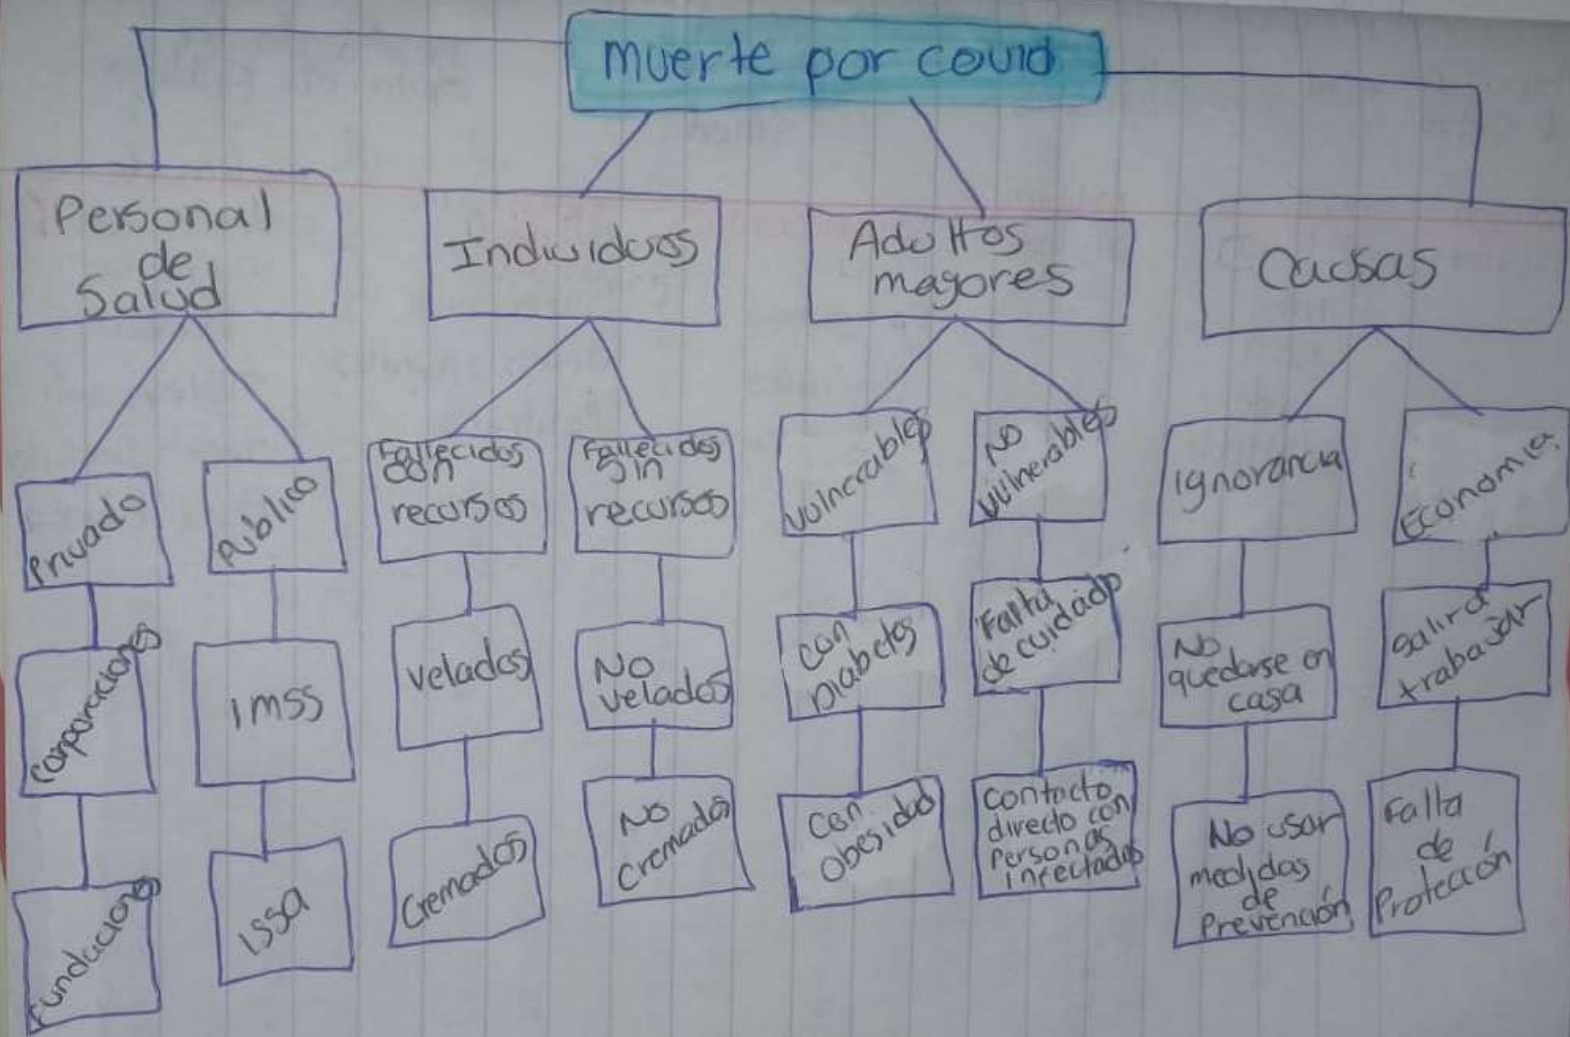 muerte por covid
Personal
de
Salud
Individuos
Adultos
mayores
Causas
Privado
Público
Fallecidos
con
recursos
Fallecidos
sin
recursos
Vulnerables
No
Vulnerables
Ignorancia
Economia
Corporaciones
IMSS
Velados
No
Velados
Con
Diabetes
Falta
de cuidado
No
quedarse en
casa
Salir a
trabajar
Fundaciones
ISSA
Cremados
No
Cremados
Con
Obesidad
Contacto
directo con
Personas
infectadas
No usar
medidas
de
Prevención
Falta
de
Protección